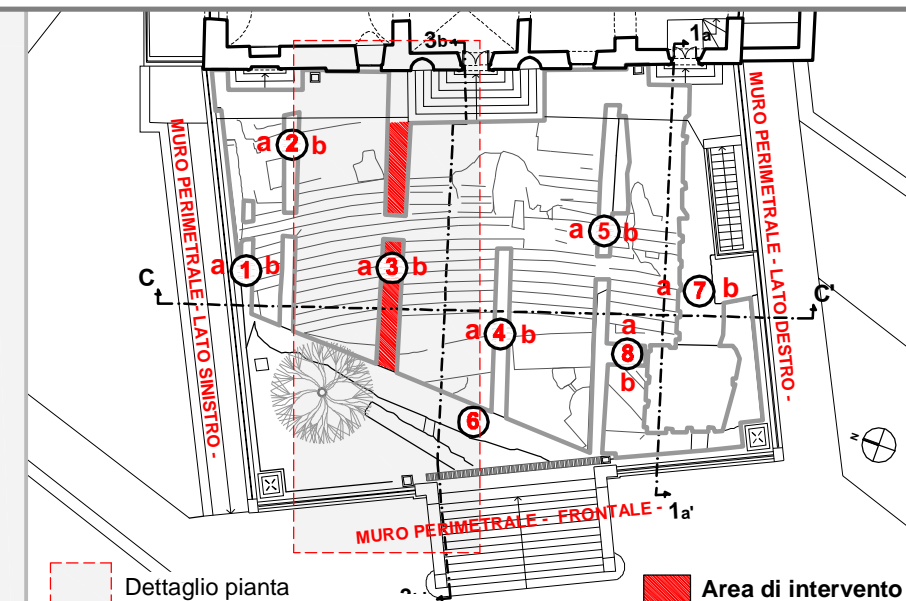 3b
1a
MURO PERIMETRALE - LATO SINISTRO -
MURO PERIMETRALE - LATO DESTRO -
a 2 b
a 5 b
a 1 b
a 3 b
C
C'
a 7 b
a 4 b
a
8
b
6
N
1a'
MURO PERIMETRALE - FRONTALE -
Dettaglio pianta
Area di intervento